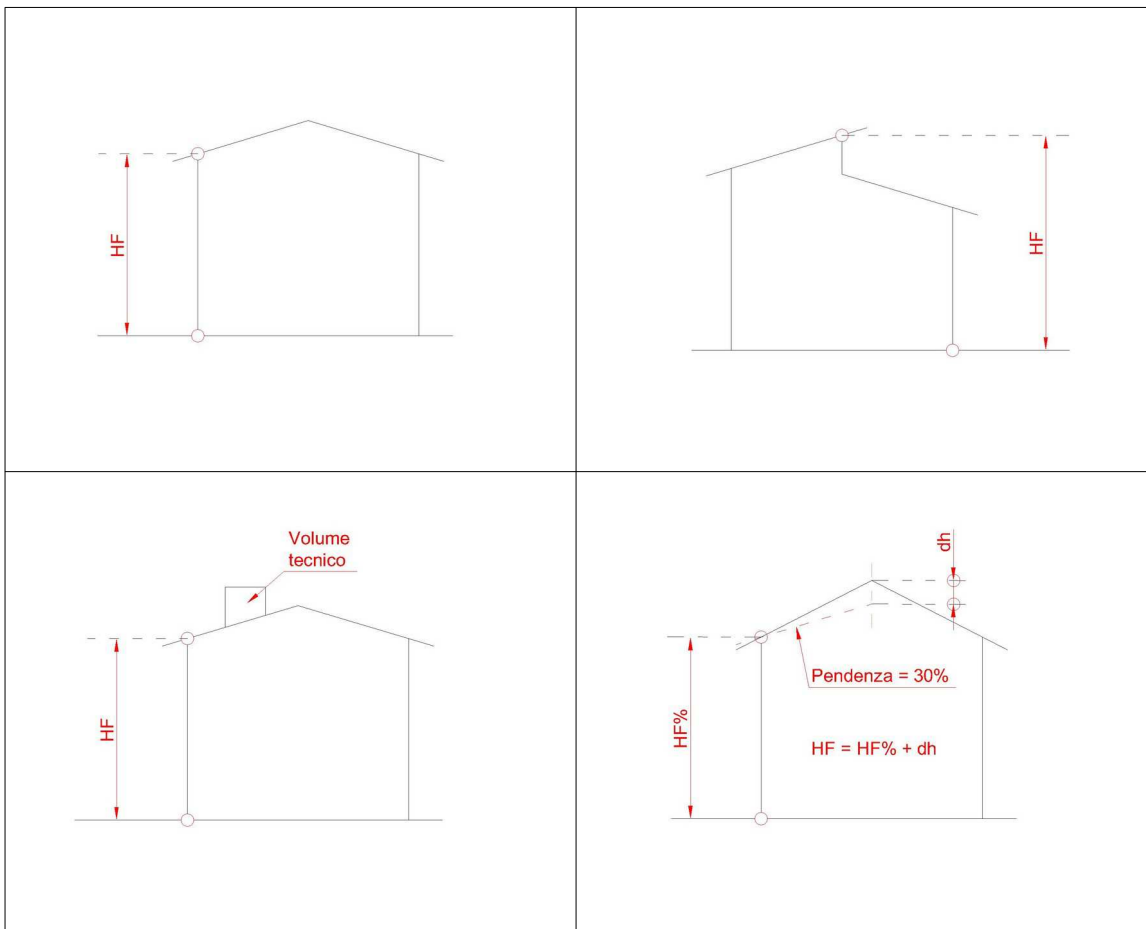 HF
HF
Volume
tecnico
HF
dh
Pendenza = 30%
HF%
HF = HF% + dh